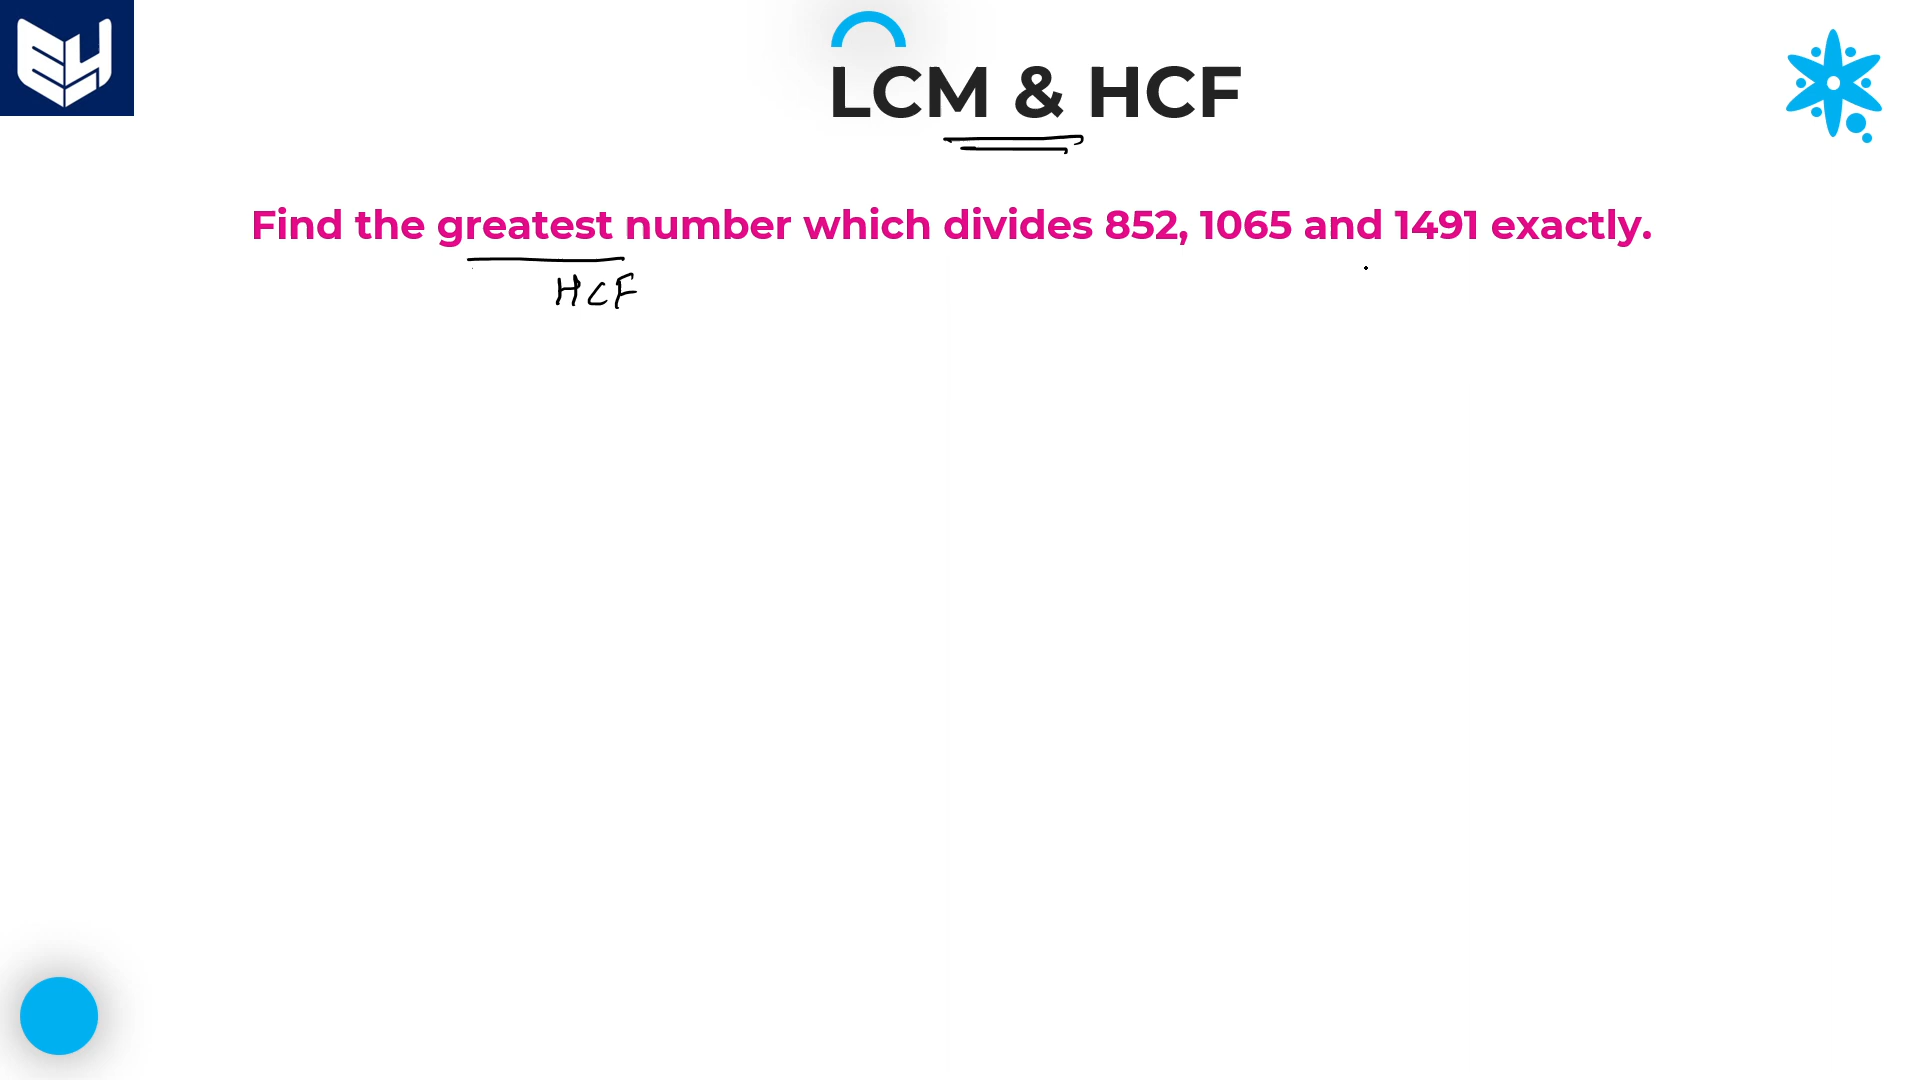 LCM & HCF
Find the greatest number which divides 852, 1065 and 1491 exactly.
HCF